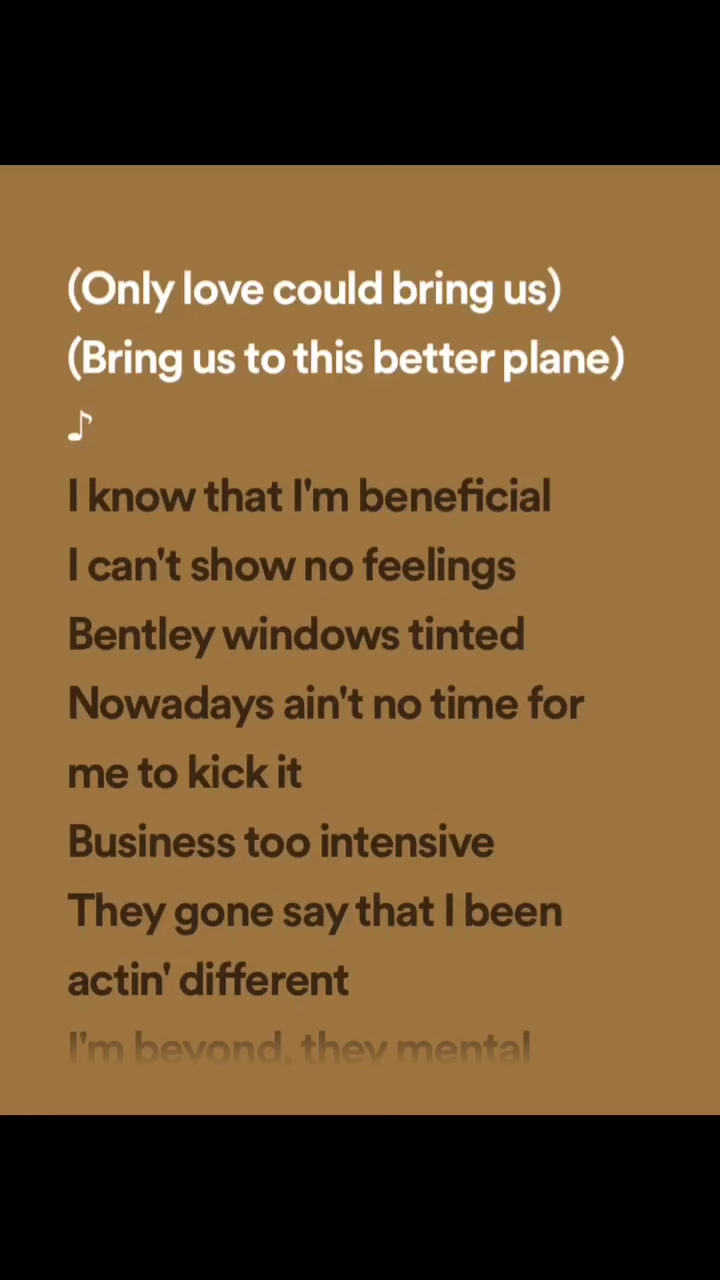 (Only love could bring us)
(Bring us to this better plane)
♪
I know that I'm beneficial
I can't show no feelings
Bentley windows tinted
Nowadays ain't no time for
me to kick it
Business too intensive
They gone say that I been
actin' different
I'm beyond, they mental